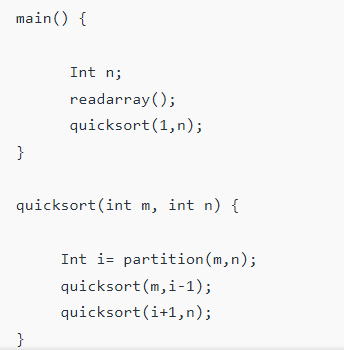 main() {
Int n;
readarray();
quicksort(1,n);
}
quicksort(int m, int n) {
Int i= partition(m,n);
quicksort(m,i-1);
quicksort(i+1,n);
}